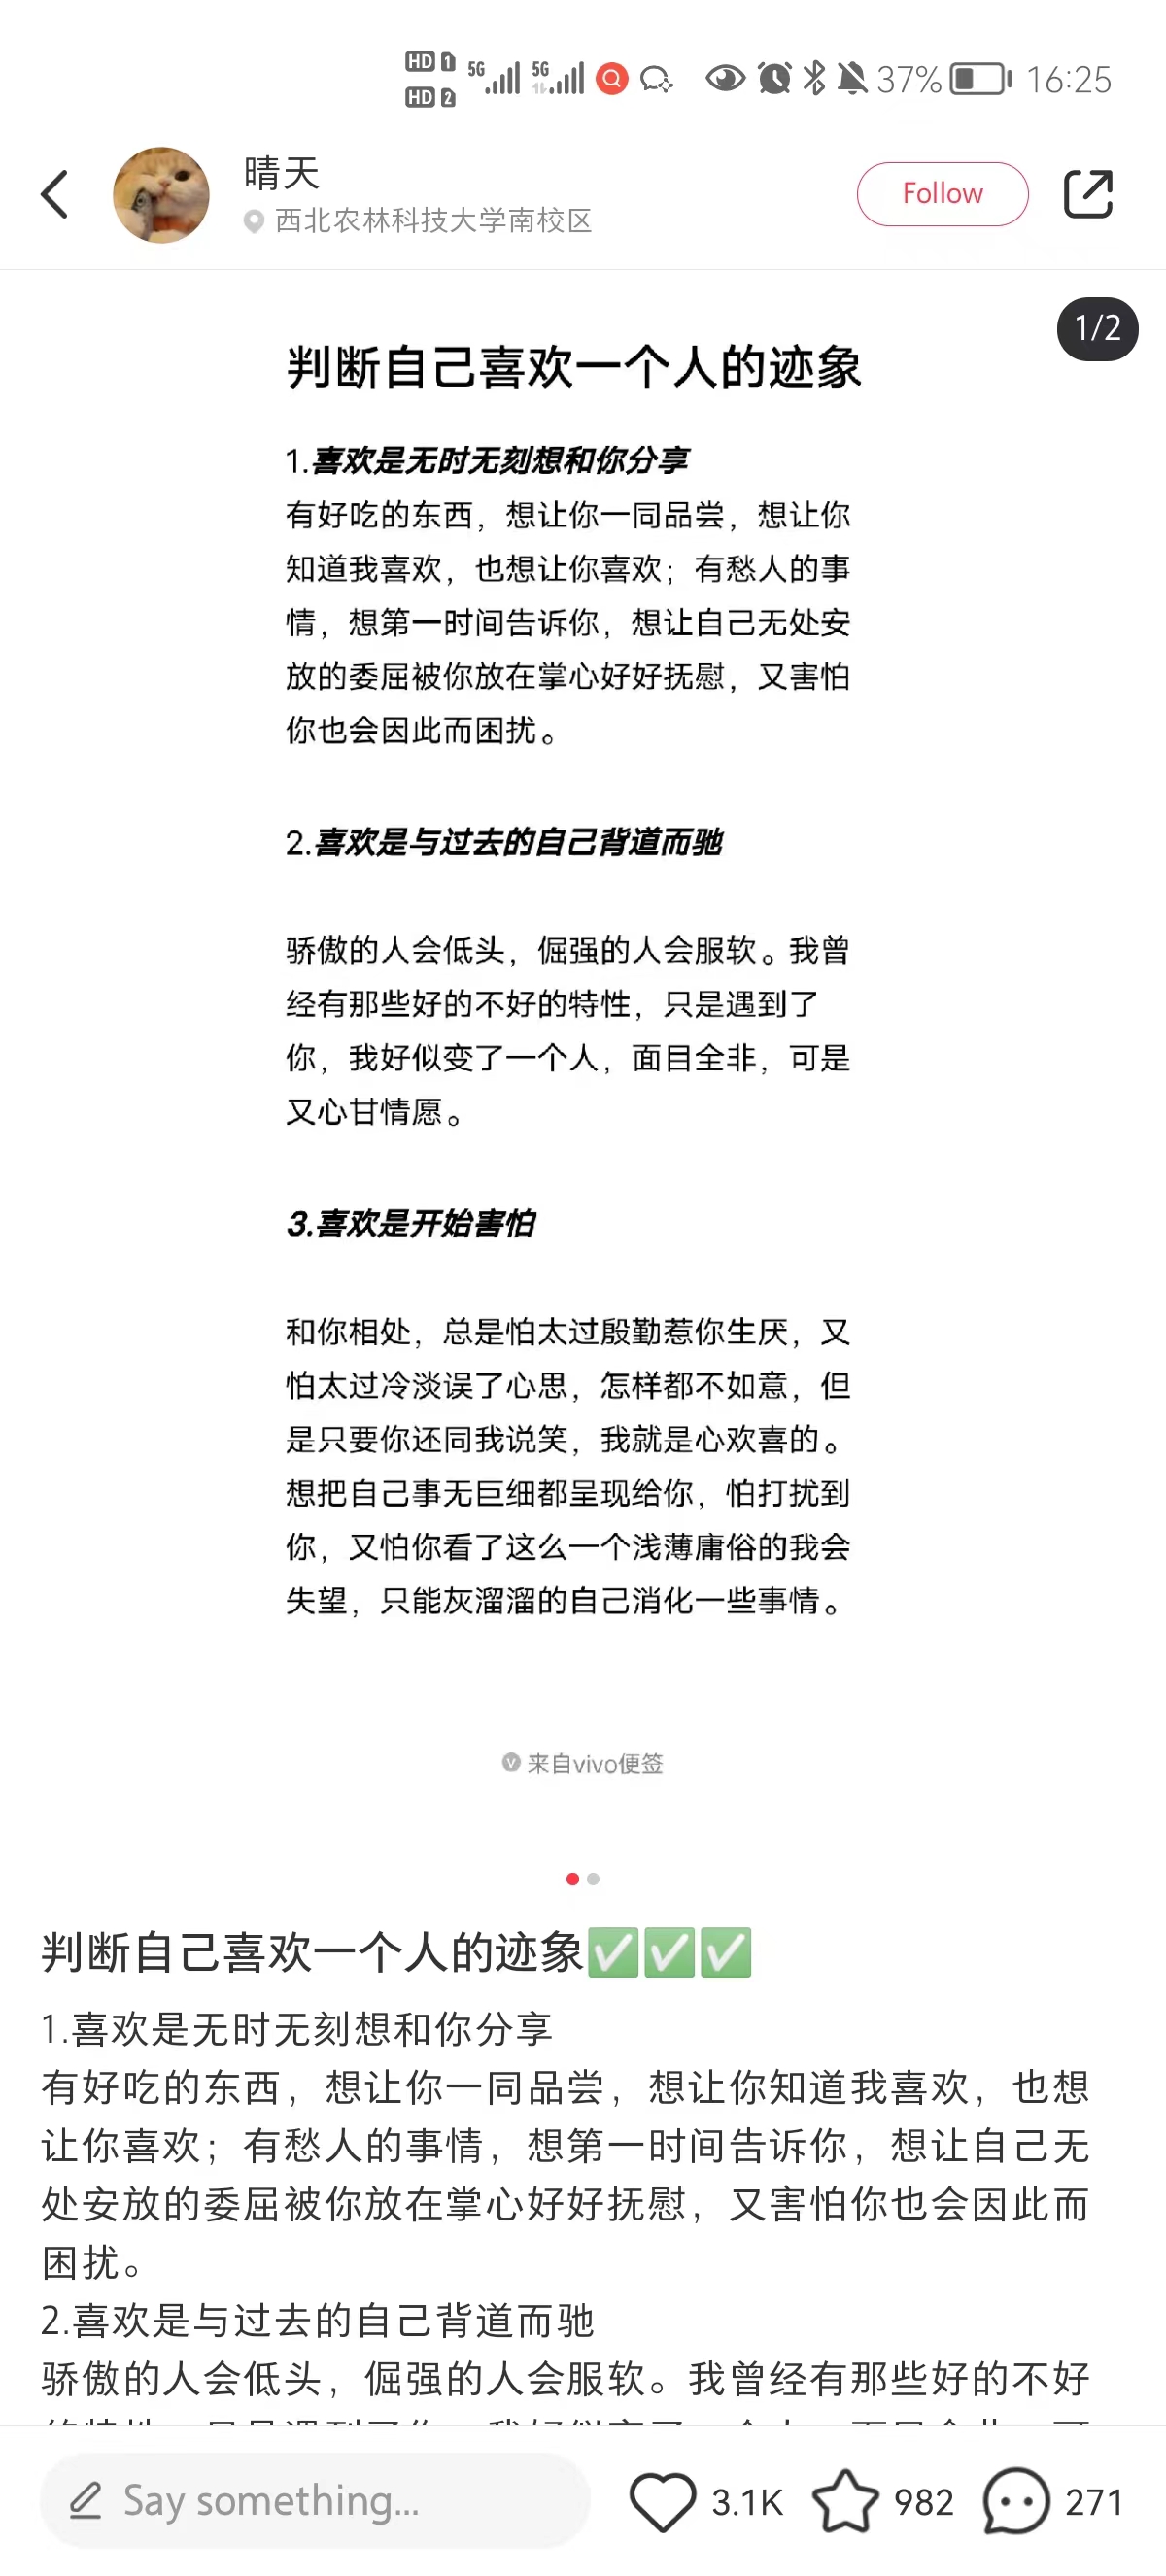 HD 1 5G 5G 37% 16:25
HD 2
晴天
西北农林科技大学南校区
Follow
1/2
判断自己喜欢一个人的迹象
1.喜欢是无时无刻想和你分享
有好吃的东西，想让你一同品尝，想让你
知道我喜欢，也想让你喜欢；有愁人的事
情，想第一时间告诉你，想让自己无处安
放的委屈被你放在掌心好好抚慰，又害怕
你也会因此而困扰。
2.喜欢是与过去的自己背道而驰
骄傲的人会低头，倔强的人会服软。我曾
经有那些好的不好的特性，只是遇到了
你，我好似变了一个人，面目全非，可是
又心甘情愿。
3.喜欢是开始害怕
和你相处，总是怕太过殷勤惹你生厌，又
怕太过冷淡误了心思，怎样都不如意，但
是只要你还同我说笑，我就是心欢喜的。
想把自己事无巨细都呈现给你，怕打扰到
你，又怕你看了这么一个浅薄庸俗的我会
失望，只能灰溜溜的自己消化一些事情。
来自vivo便签
判断自己喜欢一个人的迹象✅✅✅
1.喜欢是无时无刻想和你分享
有好吃的东西，想让你一同品尝，想让你知道我喜欢，也想
让你喜欢；有愁人的事情，想第一时间告诉你，想让自己无
处安放的委屈被你放在掌心好好抚慰，又害怕你也会因此而
困扰。
2.喜欢是与过去的自己背道而驰
骄傲的人会低头，倔强的人会服软。我曾经有那些好的不好
Say something...
3.1K
982
271